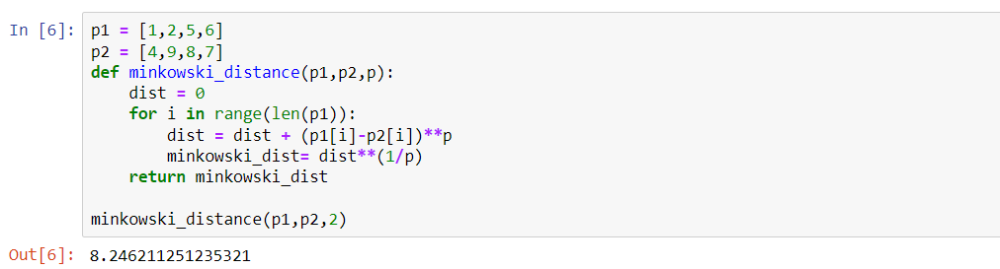 In [6]: p1 = [1,2,5,6]
p2 = [4,9,8,7]
def minkowski_distance(p1,p2,p):
    dist = 0
    for i in range(len(p1)):
        dist = dist + (p1[i]-p2[i])**p
        minkowski_dist= dist**(1/p)
    return minkowski_dist
minkowski_distance(p1,p2,2)
Out[6]: 8.246211251235321